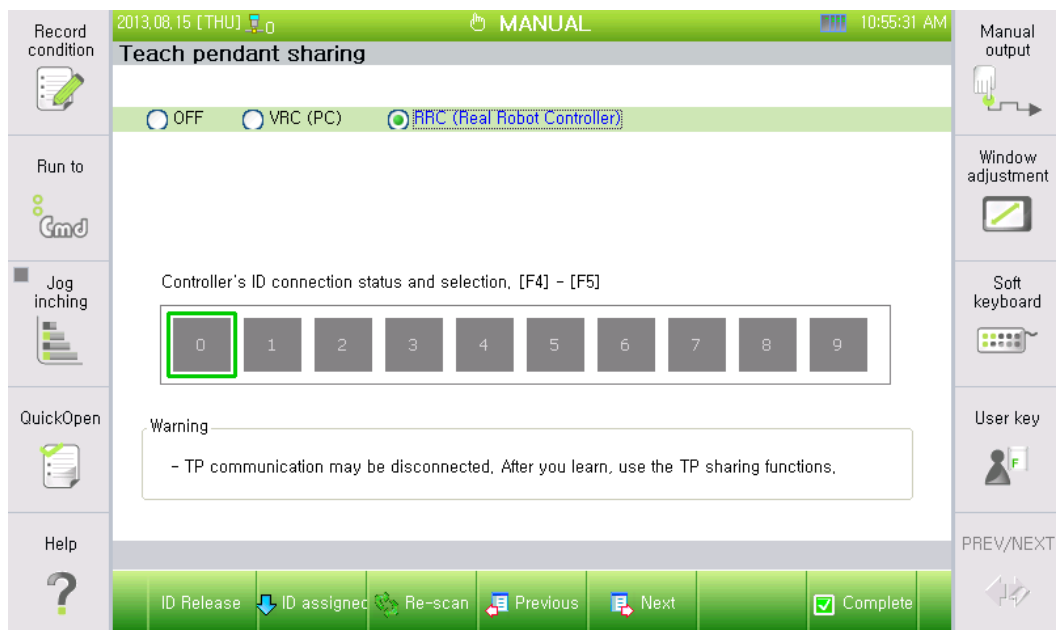 Record
condition
Run to
Cmd
Jog
inching
QuickOpen
Help
2013,08,15 [THU] 0
MANUAL
10:55:31 AM
Teach pendant sharing
OFF
VRC (PC)
RRC (Real Robot Controller)
Controller's ID connection status and selection, [F4] - [F5]
0 1 2 3 4 5 6 7 8 9
Warning
- TP communication may be disconnected, After you learn, use the TP sharing functions,
ID Release
ID assigned
Re-scan
Previous
Next
Complete
Manual
output
Window
adjustment
Soft
keyboard
User key
F
PREV/NEXT